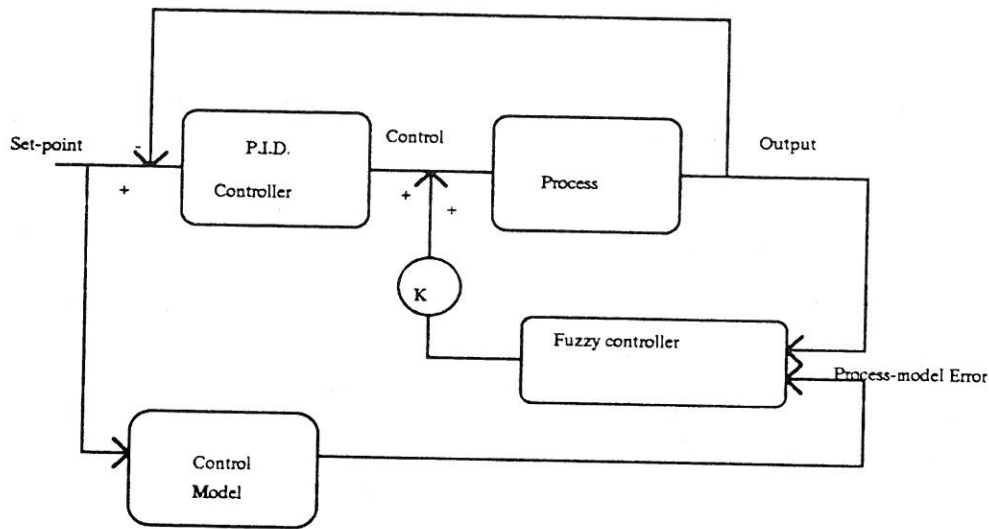 Set-point
-
+
P.I.D.
Controller
Control
+
+
Process
Output
K
Fuzzy controller
Process-model Error
Control
Model